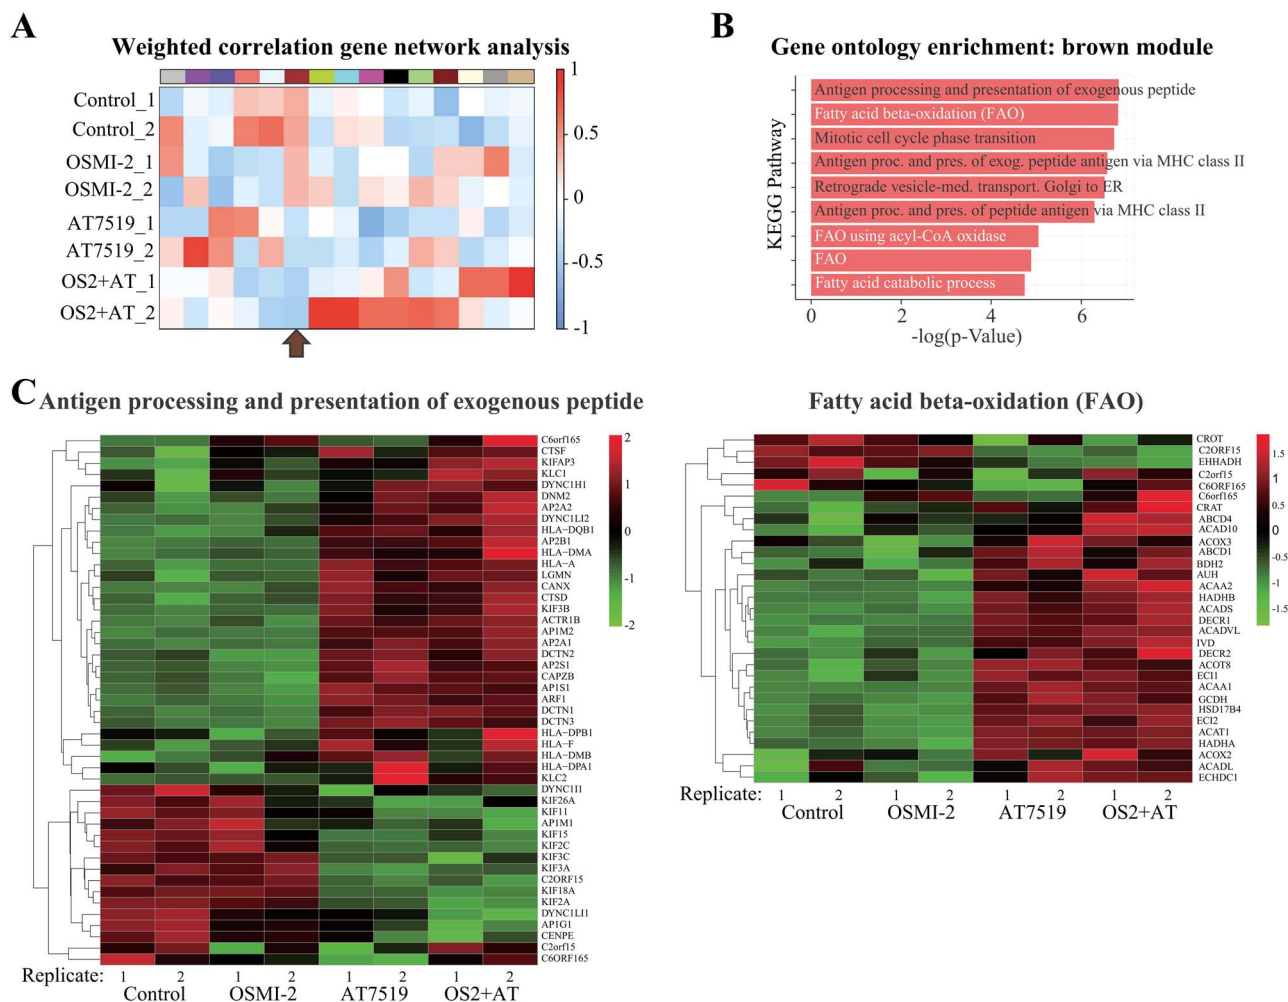 A
Weighted correlation gene network analysis
Control_1
Control_2
OSMI-2_1
OSMI-2_2
AT7519_1
AT7519_2
OS2+AT_1
OS2+AT_2
1
0.5
0
-0.5
-1
B
Gene ontology enrichment: brown module
KEGG Pathway
Antigen processing and presentation of exogenous peptide
Fatty acid beta-oxidation (FAO)
Mitotic cell cycle phase transition
Antigen proc. and pres. of exog. peptide antigen via MHC class II
Retrograde vesicle-med. transport. Golgi to ER
Antigen proc. and pres. of peptide antigen via MHC class II
FAO using acyl-CoA oxidase
FAO
Fatty acid catabolic process
0 2 4 6
-log(p-Value)
C
Antigen processing and presentation of exogenous peptide
C6orf165
CTSF
KIFAP3
KLC1
DYNC1H1
DNM2
AP2A2
DYNC1LI2
HLA-DQB1
AP2B1
HLA-DMA
HLA-A
LGMN
CANX
CTSD
KIF3B
ACTR1B
AP1M2
AP2A1
DCTN2
AP2S1
CAPZB
AP1S1
ARF1
DCTN1
DCTN3
HLA-DPB1
HLA-F
HLA-DMB
HLA-DPA1
KLC2
DYNC1I1
KIF26A
KIF11
AP1M1
KIF15
KIF2C
KIF3C
KIF3A
C2ORF15
KIF18A
KIF2A
DYNC1LI1
AP1G1
CENPE
C2orf15
C6ORF165
2
1
0
-1
-2
Replicate: 1 2 1 2 1 2 1 2
Control OSMI-2 AT7519 OS2+AT
Fatty acid beta-oxidation (FAO)
CROT
C2ORF15
EHHADH
C2orf15
C6ORF165
C6orf165
CRAT
ABCD4
ACAD10
ACOX3
ABCD1
BDH2
AUH
ACAA2
HADHB
ACADS
DECR1
ACADVL
IVD
DECR2
ACOT8
ECI1
ACAA1
GCDH
HSD17B4
ECI2
ACAT1
HADHA
ACOX2
ACADL
ECHDC1
1.5
1
0.5
0
-0.5
-1
-1.5
Replicate: 1 2 1 2 1 2 1 2
Control OSMI-2 AT7519 OS2+AT